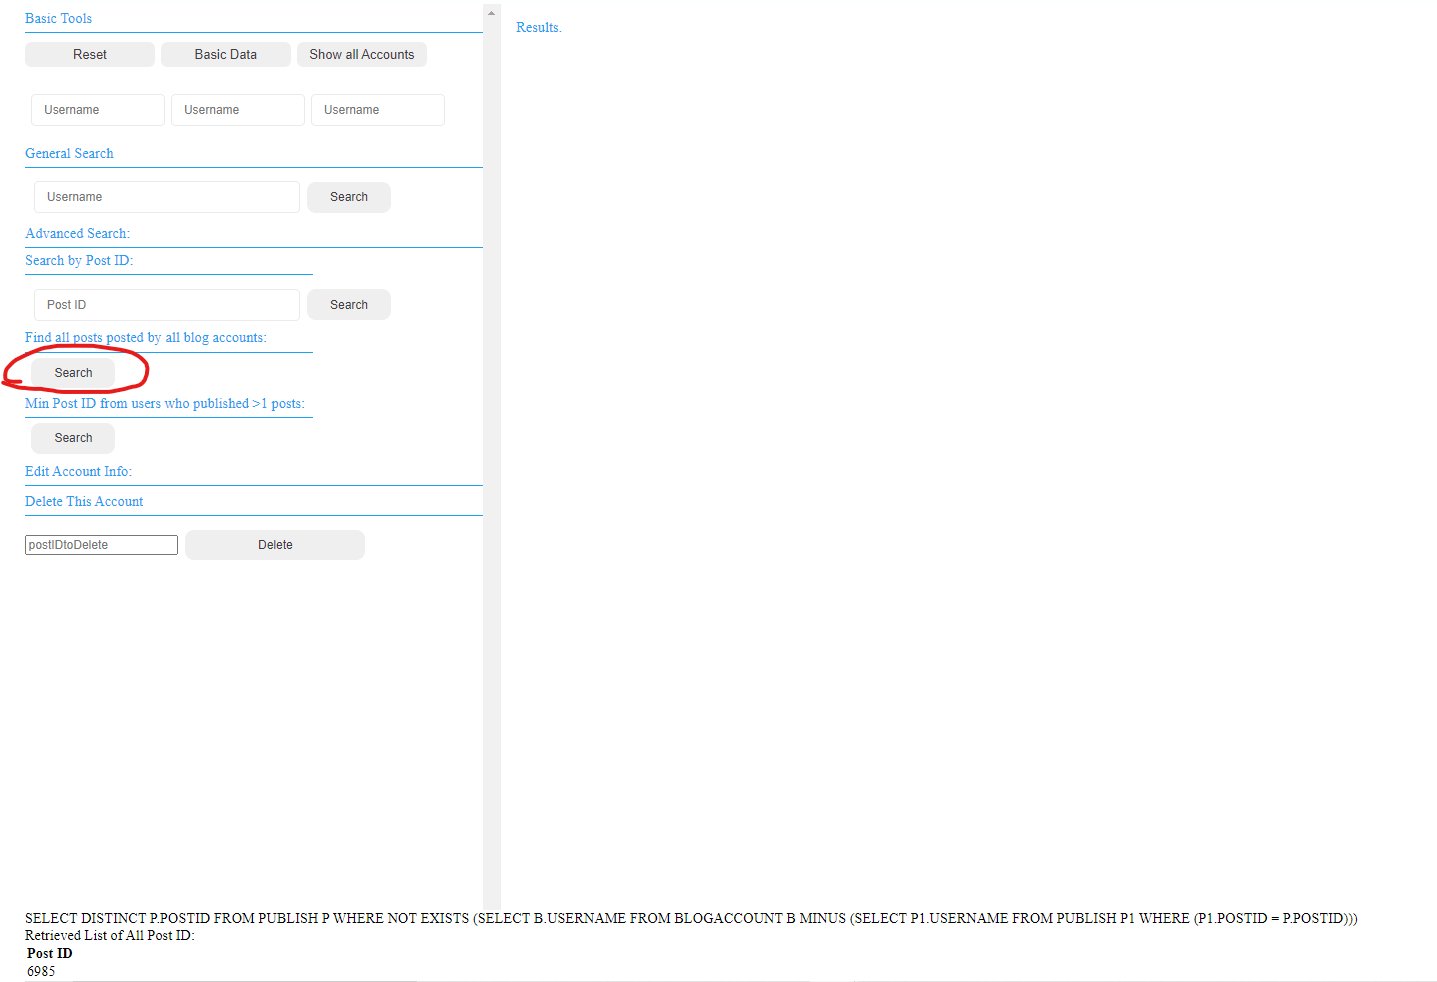 Basic Tools
Results.
Reset Basic Data Show all Accounts
Username Username Username
General Search
Username Search
Advanced Search:
Search by Post ID:
Post ID Search
Find all posts posted by all blog accounts:
Search
Min Post ID from users who published >1 posts:
Search
Edit Account Info:
Delete This Account
postIDtoDelete Delete
SELECT DISTINCT P.POSTID FROM PUBLISH P WHERE NOT EXISTS (SELECT B.USERNAME FROM BLOGACCOUNT B MINUS (SELECT P1.USERNAME FROM PUBLISH P1 WHERE (P1.POSTID = P.POSTID)))
Retrieved List of All Post ID:
Post ID
6985